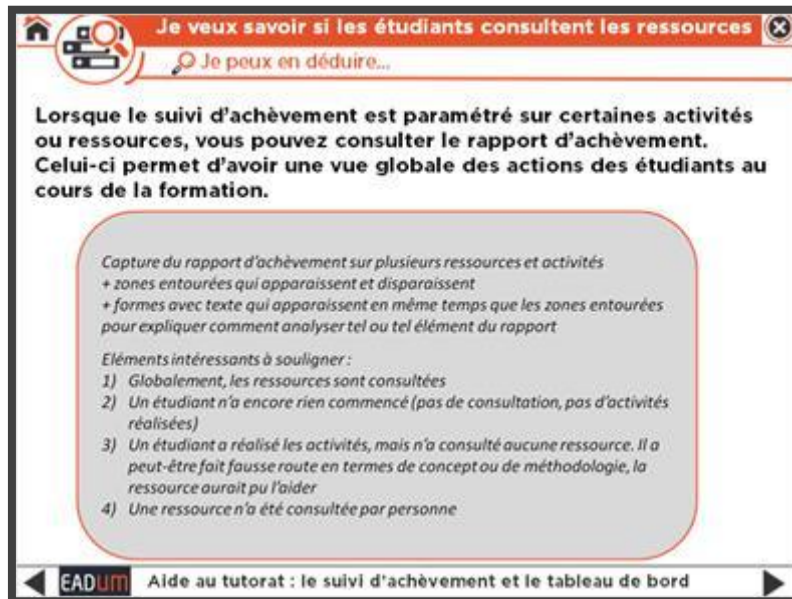 Je veux savoir si les étudiants consultent les ressources
Je peux en déduire...
Lorsque le suivi d'achèvement est paramétré sur certaines activités
ou ressources, vous pouvez consulter le rapport d'achèvement.
Celui-ci permet d'avoir une vue globale des actions des étudiants au
cours de la formation.
Capture du rapport d'achèvement sur plusieurs ressources et activités
+ zones entourées qui apparaissent et disparaissent
+ formes avec texte qui apparaissent en même temps que les zones entourées
pour expliquer comment analyser tel ou tel élément du rapport
Eléments intéressants à souligner :
1) Globalement, les ressources sont consultées
2) Un étudiant n'a encore rien commencé (pas de consultation, pas d'activités
réalisées)
3) Un étudiant a réalisé les activités, mais n'a consulté aucune ressource. Il a
peut-être fait fausse route en termes de concept ou de méthodologie, la
ressource aurait pu l'aider
4) Une ressource n'a été consultée par personne
EADum Aide au tutorat : le suivi d'achèvement et le tableau de bord